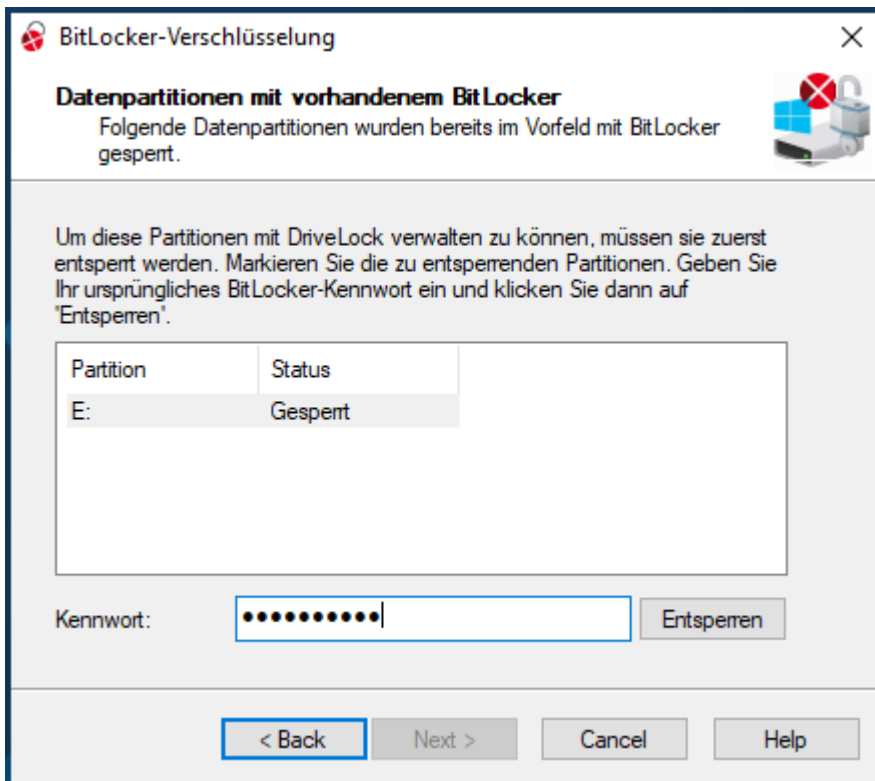 BitLocker-Verschlüsselung
Datenpartitionen mit vorhandenem BitLocker
Folgende Datenpartitionen wurden bereits im Vorfeld mit BitLocker
gesperrt.
Um diese Partitionen mit DriveLock verwalten zu können, müssen sie zuerst
entsperrt werden. Markieren Sie die zu entsperrenden Partitionen. Geben Sie
Ihr ursprüngliches BitLocker-Kennwort ein und klicken Sie dann auf
'Entsperren'.
Partition Status
E: Gesperrt
Kennwort: ●●●●●●●●●● Entsperren
< Back Next > Cancel Help